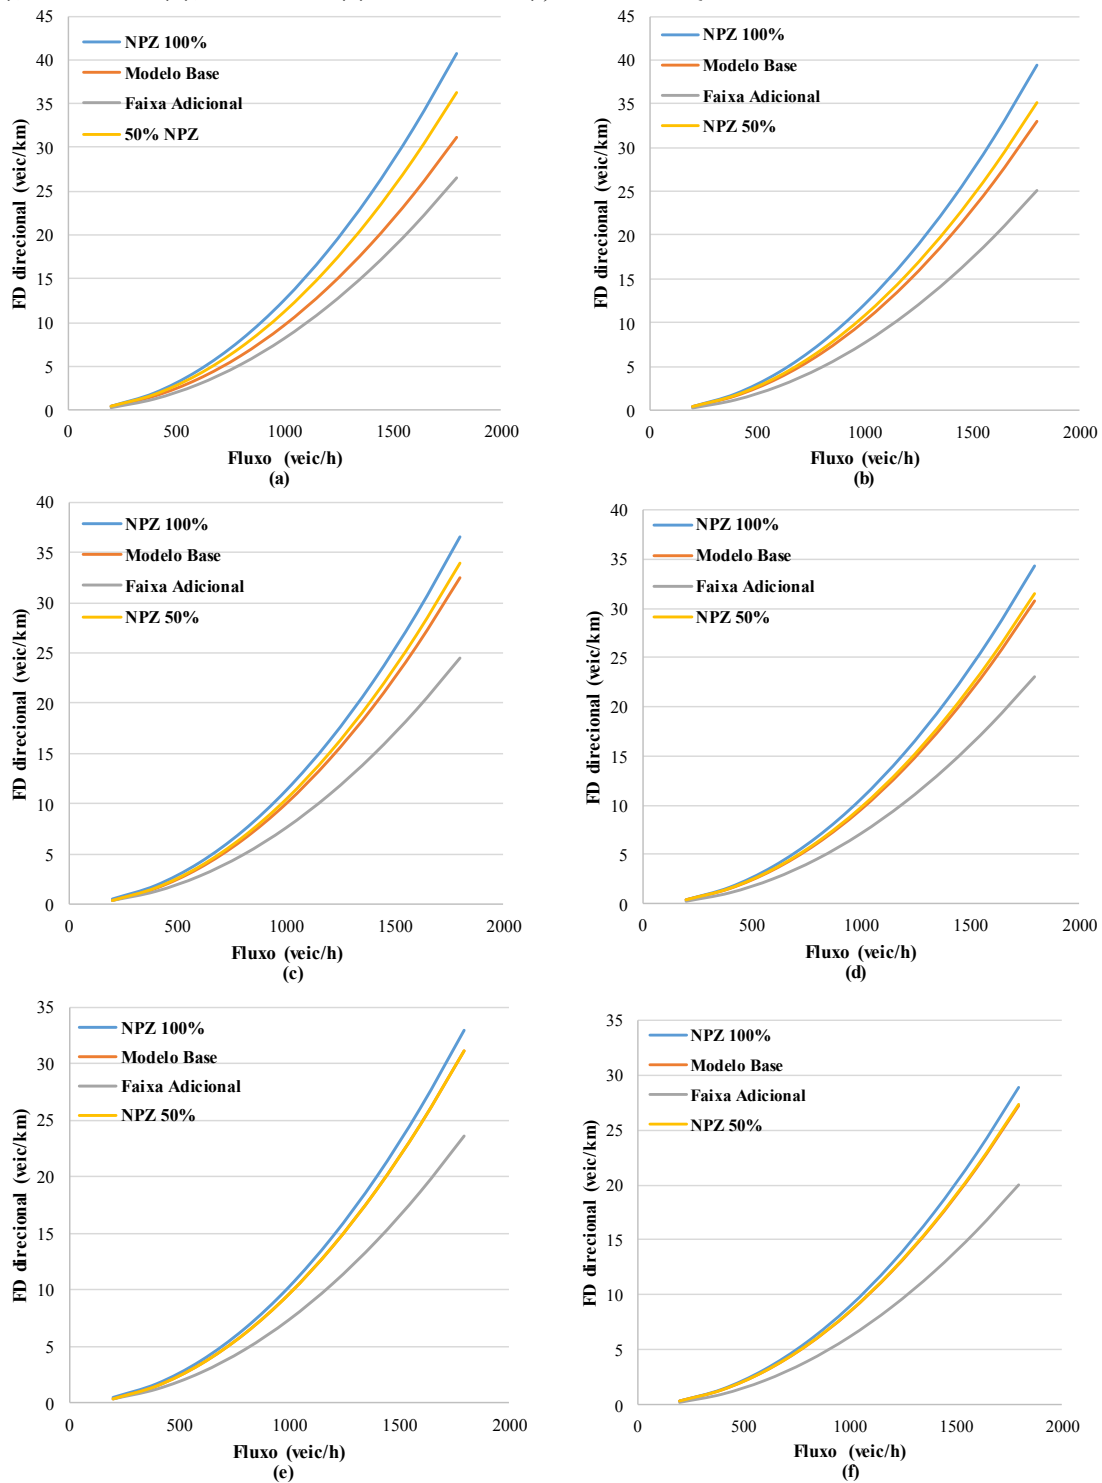 45
40
35
30
25
20
15
10
5
0
FD direcional (veic/km)
NPZ 100%
Modelo Base
Faixa Adicional
50% NPZ
0
500
1000
1500
2000
Fluxo (veic/h)
(a)
45
40
35
30
25
20
15
10
5
0
FD direcional (veic/km)
NPZ 100%
Modelo Base
Faixa Adicional
NPZ 50%
0
500
1000
1500
2000
Fluxo (veic/h)
(b)
40
35
30
25
20
15
10
5
0
FD direcional (veic/km)
NPZ 100%
Modelo Base
Faixa Adicional
NPZ 50%
0
500
1000
1500
2000
Fluxo (veic/h)
(c)
40
35
30
25
20
15
10
5
0
FD direcional (veic/km)
NPZ 100%
Modelo Base
Faixa Adicional
NPZ 50%
0
500
1000
1500
2000
Fluxo (veic/h)
(d)
35
30
25
20
15
10
5
0
FD direcional (veic/km)
NPZ 100%
Modelo Base
Faixa Adicional
NPZ 50%
0
500
1000
1500
2000
Fluxo (veic/h)
(e)
35
30
25
20
15
10
5
0
FD direcional (veic/km)
NPZ 100%
Modelo Base
Faixa Adicional
NPZ 50%
0
500
1000
1500
2000
Fluxo (veic/h)
(f)